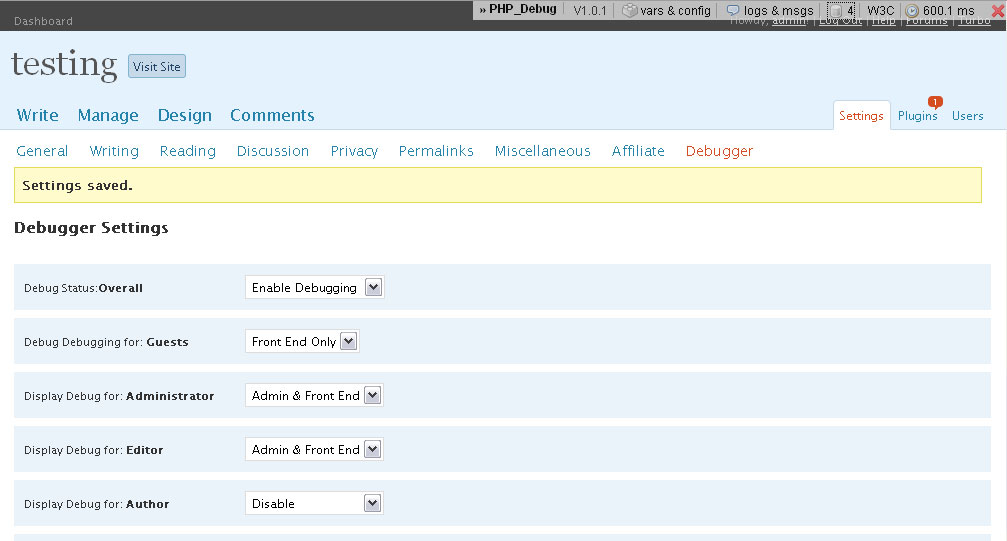 Dashboard
» PHP_Debug V1.0.1 vars & config logs & msgs 4 W3C 600.1 ms
Howdy, admin! | Log Out | Help | Forums | Turbo
testing Visit Site
Write Manage Design Comments Settings Plugins 1 Users
General Writing Reading Discussion Privacy Permalinks Miscellaneous Affiliate Debugger
Settings saved.
Debugger Settings
Debug Status:Overall Enable Debugging
Debug Debugging for: Guests Front End Only
Display Debug for: Administrator Admin & Front End
Display Debug for: Editor Admin & Front End
Display Debug for: Author Disable